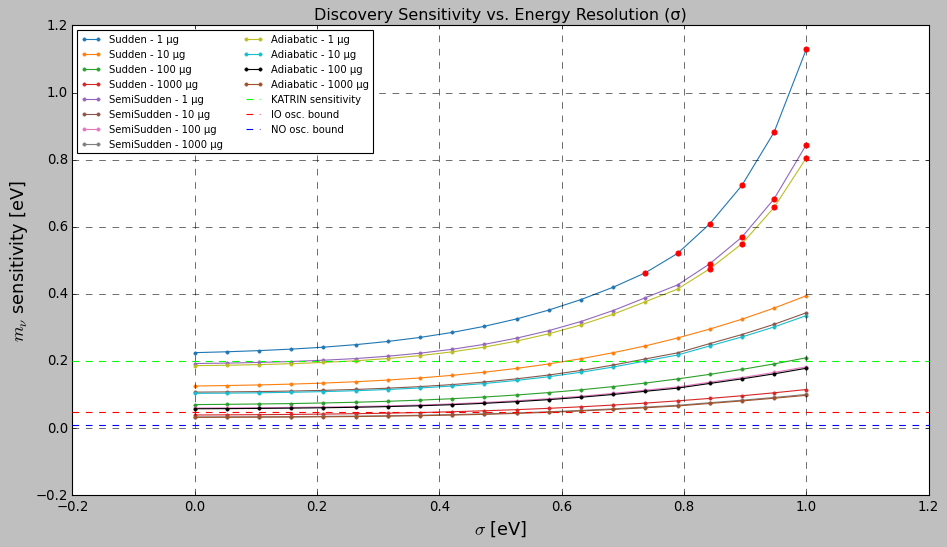 Discovery Sensitivity vs. Energy Resolution (σ)
1.2
1.0
0.8
0.6
0.4
0.2
0.0
−0.2
mν sensitivity [eV]
Sudden - 1 μg
Sudden - 10 μg
Sudden - 100 μg
Sudden - 1000 μg
SemiSudden - 1 μg
SemiSudden - 10 μg
SemiSudden - 100 μg
SemiSudden - 1000 μg
Adiabatic - 1 μg
Adiabatic - 10 μg
Adiabatic - 100 μg
Adiabatic - 1000 μg
KATRIN sensitivity
IO osc. bound
NO osc. bound
−0.2 0.0 0.2 0.4 0.6 0.8 1.0 1.2
σ [eV]